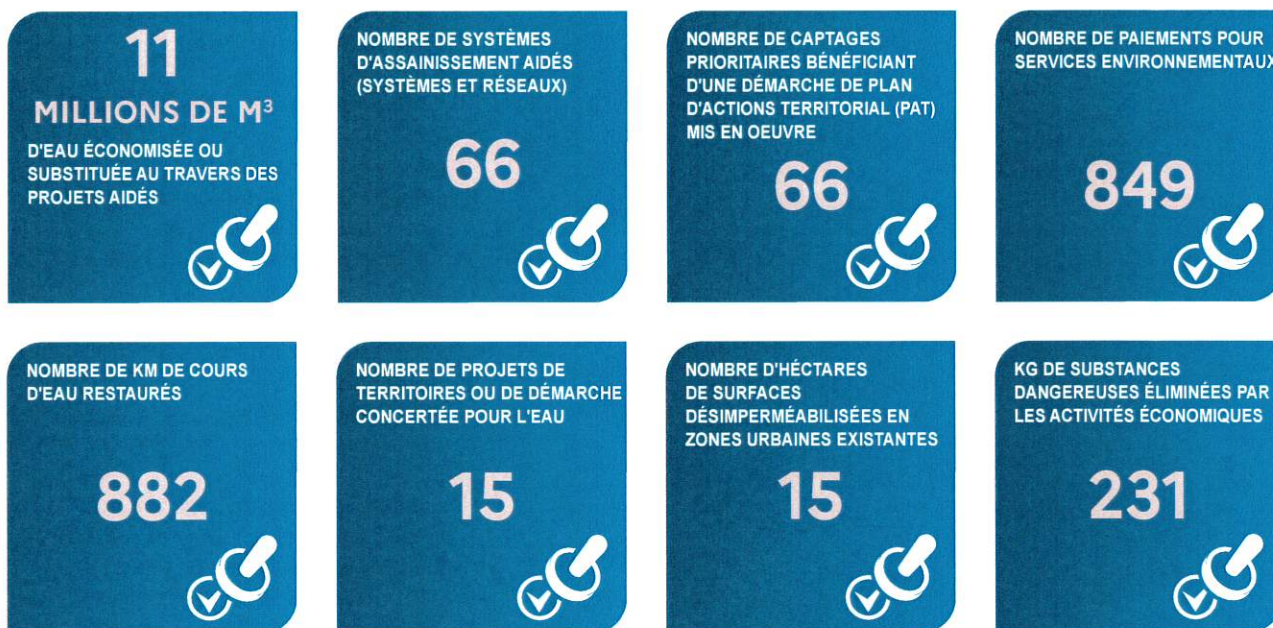 11
MILLIONS DE M³
D'EAU ÉCONOMISÉE OU
SUBSTITUÉE AU TRAVERS DES
PROJETS AIDÉS
NOMBRE DE SYSTÈMES
D'ASSAINISSEMENT AIDÉS
(SYSTÈMES ET RÉSEAUX)
66
NOMBRE DE CAPTAGES
PRIORITAIRES BÉNÉFICIANT
D'UNE DÉMARCHE DE PLAN
D'ACTIONS TERRITORIAL (PAT)
MIS EN OEUVRE
66
NOMBRE DE PAIEMENTS POUR
SERVICES ENVIRONNEMENTAUX
849
NOMBRE DE KM DE COURS
D'EAU RESTAURÉS
882
NOMBRE DE PROJETS DE
TERRITOIRES OU DE DÉMARCHE
CONCERTÉE POUR L'EAU
15
NOMBRE D'HÉCTARES
DE SURFACES
DÉSIMPERMÉABILISÉES EN
ZONES URBAINES EXISTANTES
15
KG DE SUBSTANCES
DANGEREUSES ÉLIMINÉES PAR
LES ACTIVITÉS ÉCONOMIQUES
231